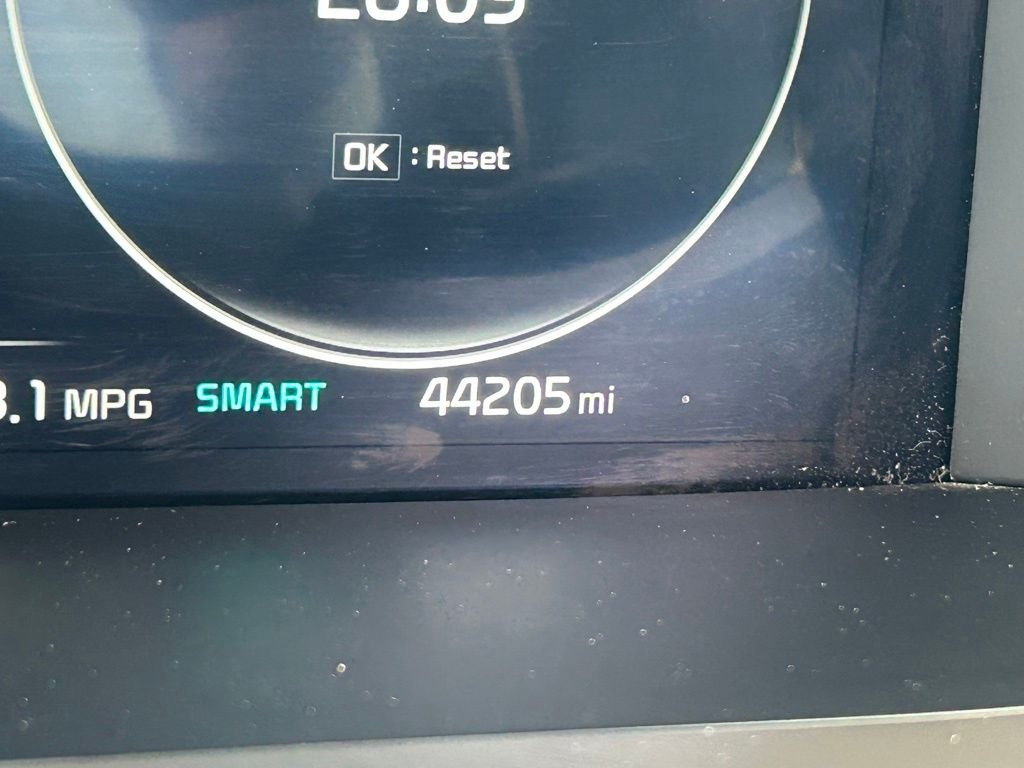 OK : Reset
.1 MPG SMART 44205 mi